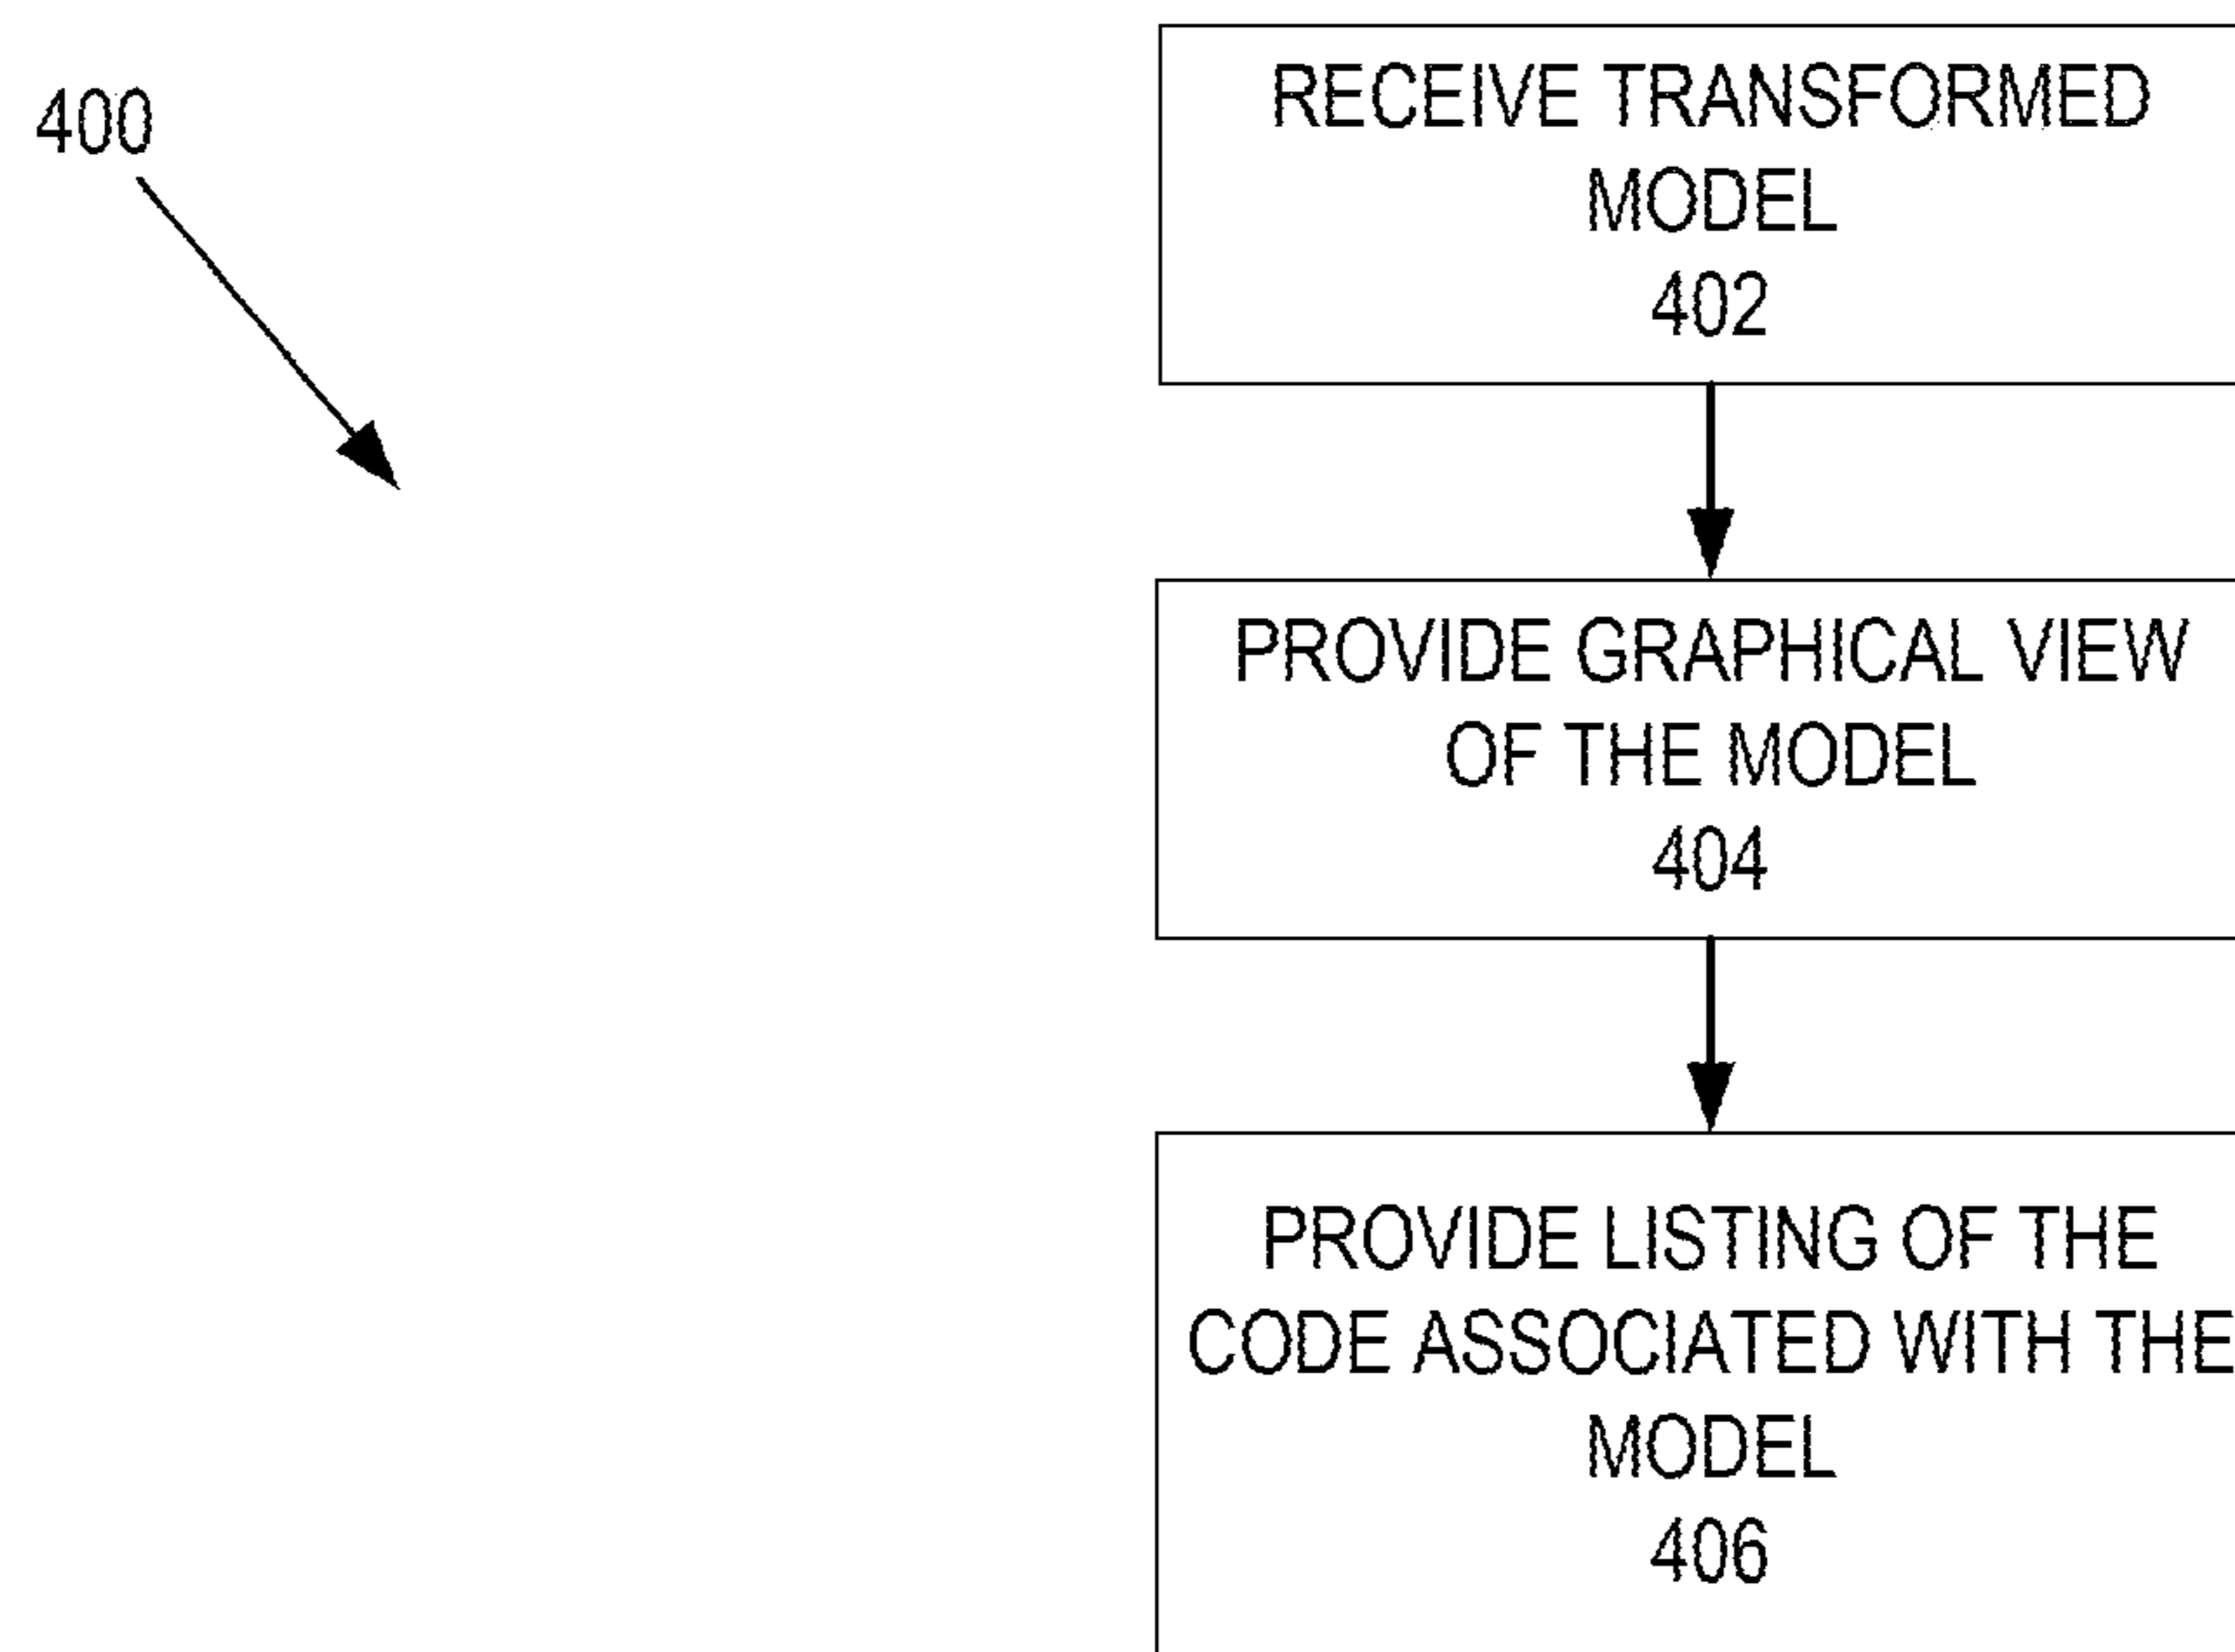 400
RECEIVE TRANSFORMED
MODEL
402
PROVIDE GRAPHICAL VIEW
OF THE MODEL
404
PROVIDE LISTING OF THE
CODE ASSOCIATED WITH THE
MODEL
406